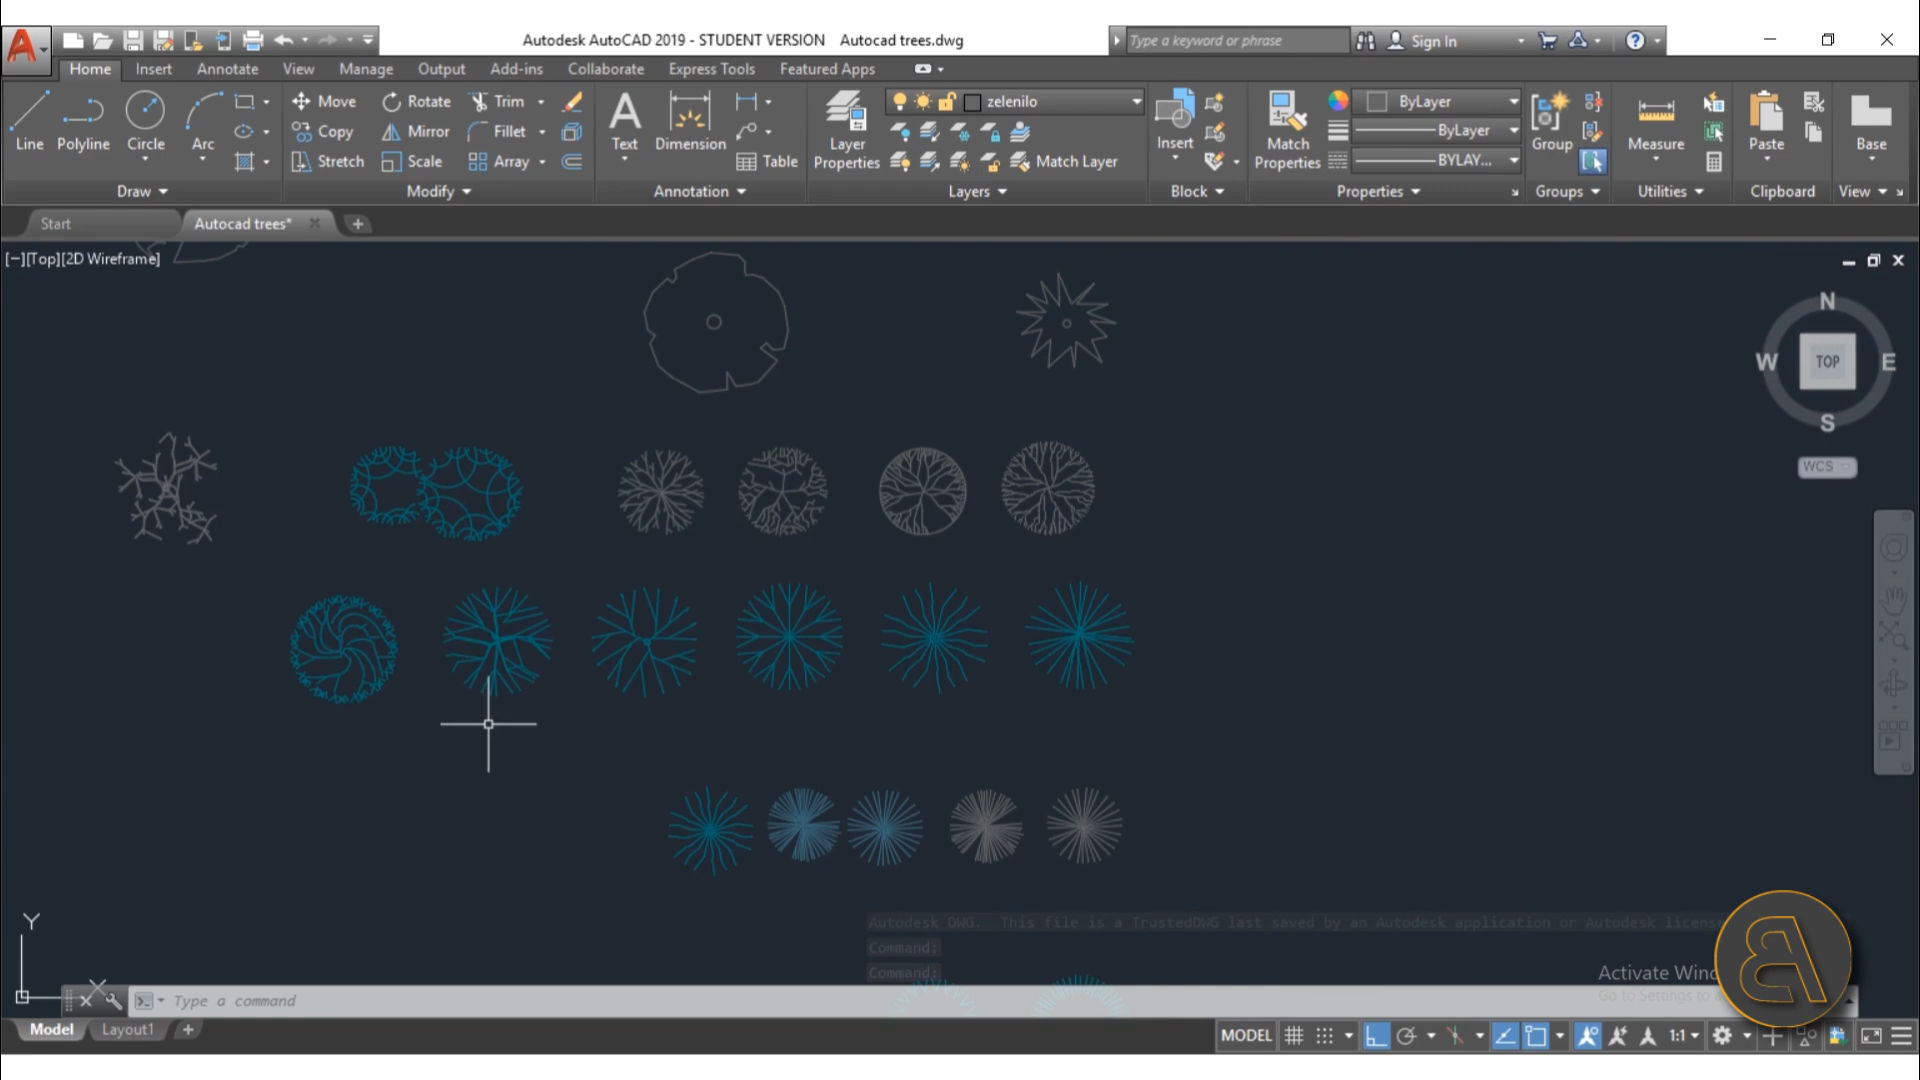 Autodesk AutoCAD 2019 - STUDENT VERSION Autocad trees.dwg
Type a keyword or phrase
Sign In
Home Insert Annotate View Manage Output Add-ins Collaborate Express Tools Featured Apps
Line Polyline Circle Arc
Move Rotate Trim
Copy Mirror Fillet
Stretch Scale Array
Text Dimension Table
Layer Properties
zelenilo
Match Layer
Insert
Match Properties
ByLayer
ByLayer
BYLAY...
Group Measure Paste Base
Draw Modify Annotation Layers Block Properties Groups Utilities Clipboard View
Start Autocad trees*
[−][Top][2D Wireframe]
N
W TOP E
S
WCS
Y
X
Autodesk DWG. This file is a TrustedDWG last saved by an Autodesk application or Autodesk license
Command:
Command:
Activate Wind
Go to Settings to
Type a command
Model Layout1
MODEL 1:1